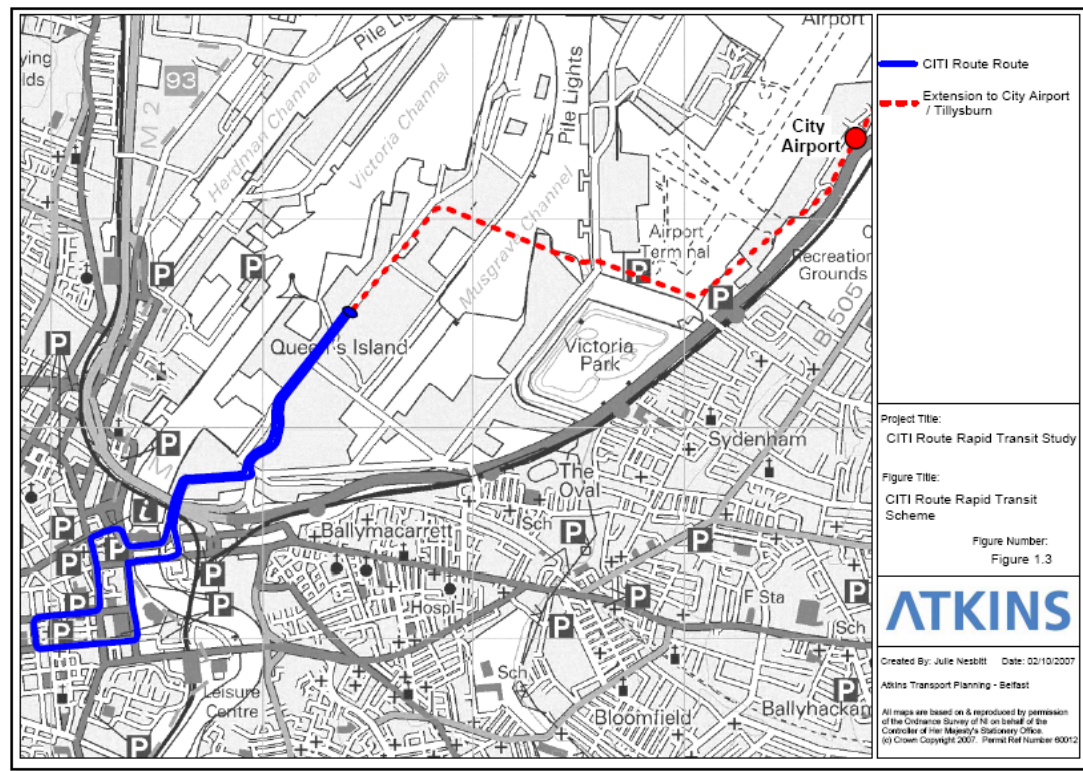 Airport
ying
lds
93
M 2
Pile Lights
Herdman Channel
Victoria Channel
Pile Lights
City
Airport
Musgrave Channel
Airport
Terminal
P
P
P
P
Recreation
Grounds
B 505
Queen's Island
Victoria
Park
P
P
M
Sydenham
The
Oval
i
Sch
P
P
P
P
P
Ballymacarrett
P
P
P
P
Hospl
P
F Sta
P
P
P
Sch
Leisure
Centre
Sch
P
Bloomfield
Ballyhackam
P
CITI Route Route
Extension to City Airport
/ Tillysburn
Project Title:
CITI Route Rapid Transit Study
Figure Title:
CITI Route Rapid Transit
Scheme
Figure Number:
Figure 1.3
ATKINS
Created By: Julie Nesbitt Date: 02/10/2007
Atkins Transport Planning - Belfast
All maps are based on & reproduced by permission
of the Ordnance Survey of NI on behalf of the
Controller of Her Majesty's Stationery Office.
(c) Crown Copyright 2007. Permit Ref Number 60012